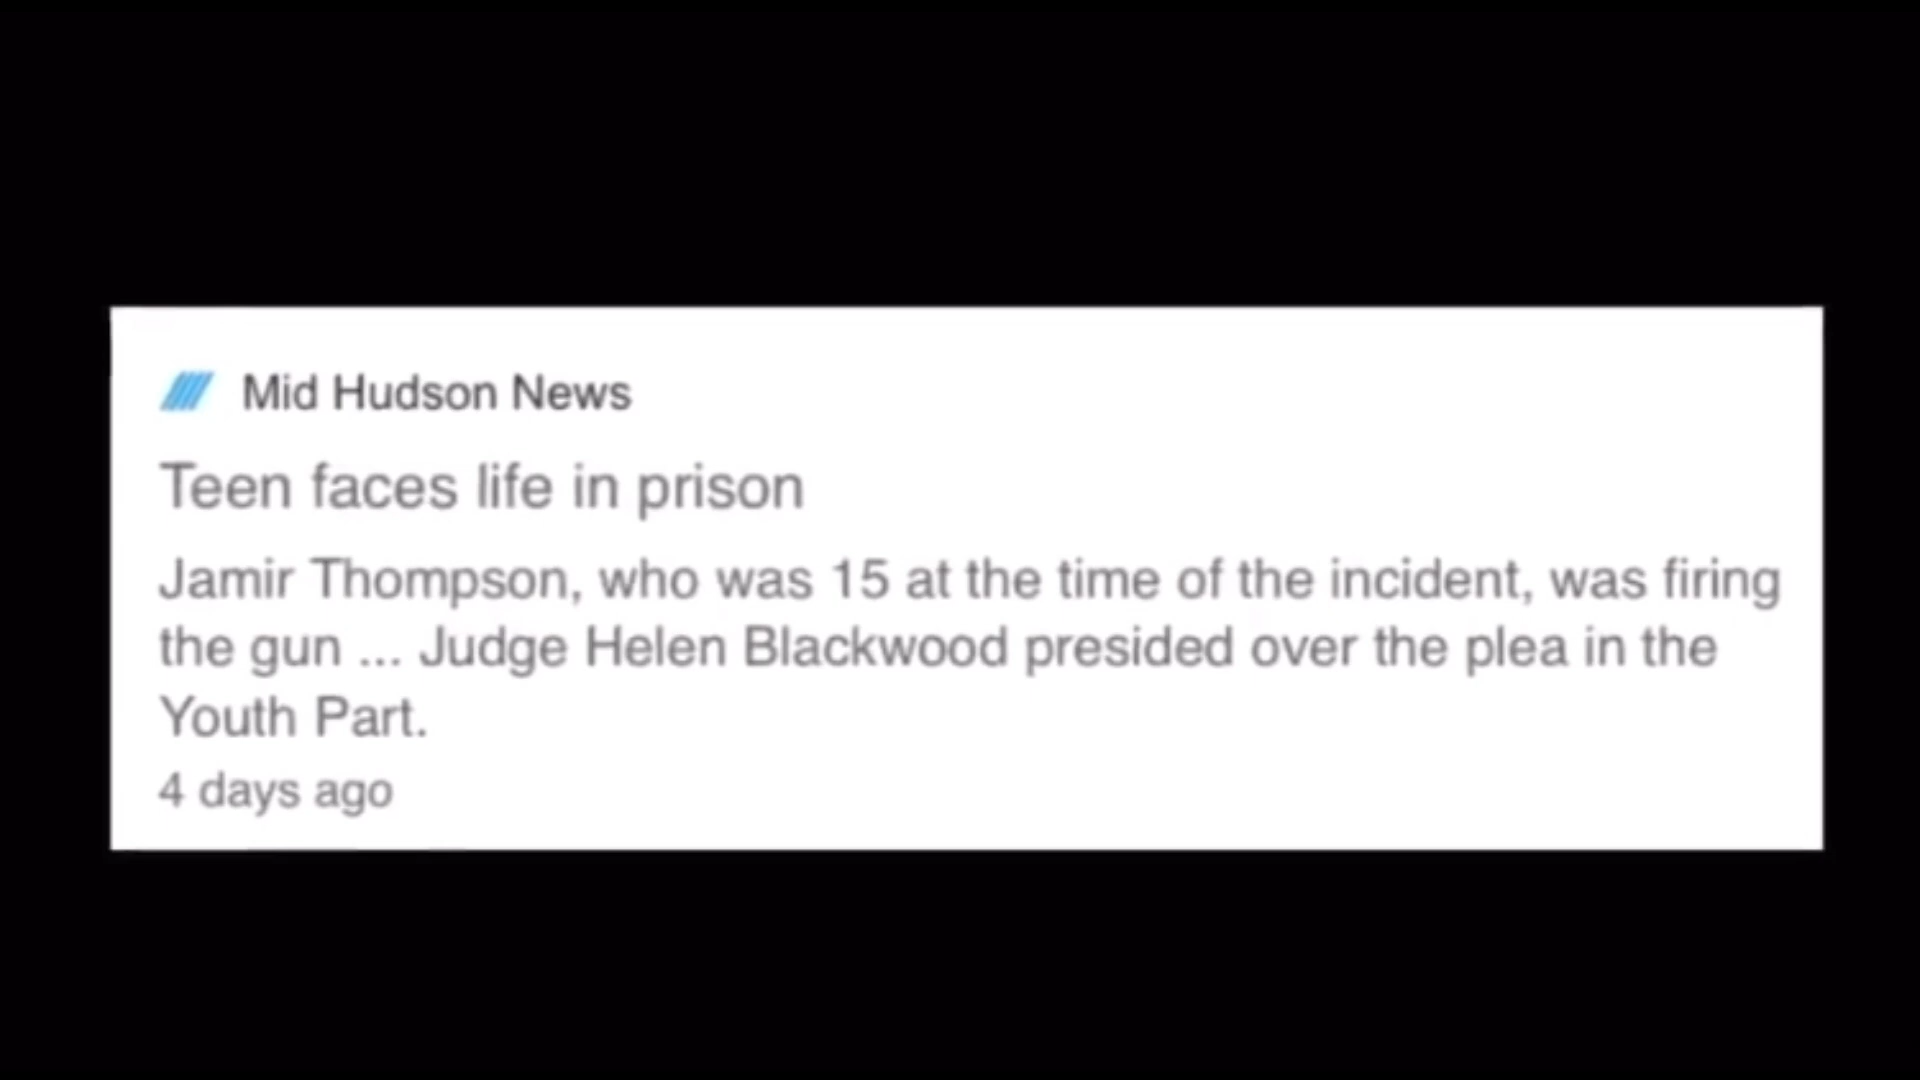 Mid Hudson News
Teen faces life in prison
Jamir Thompson, who was 15 at the time of the incident, was firing
the gun ... Judge Helen Blackwood presided over the plea in the
Youth Part.
4 days ago